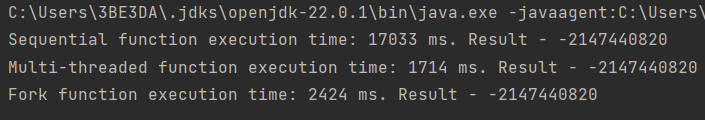 C:\Users\3BE3DA\.jdks\openjdk-22.0.1\bin\java.exe -javaagent:C:\Users\
Sequential function execution time: 17033 ms. Result - -2147440820
Multi-threaded function execution time: 1714 ms. Result - -2147440820
Fork function execution time: 2424 ms. Result - -2147440820